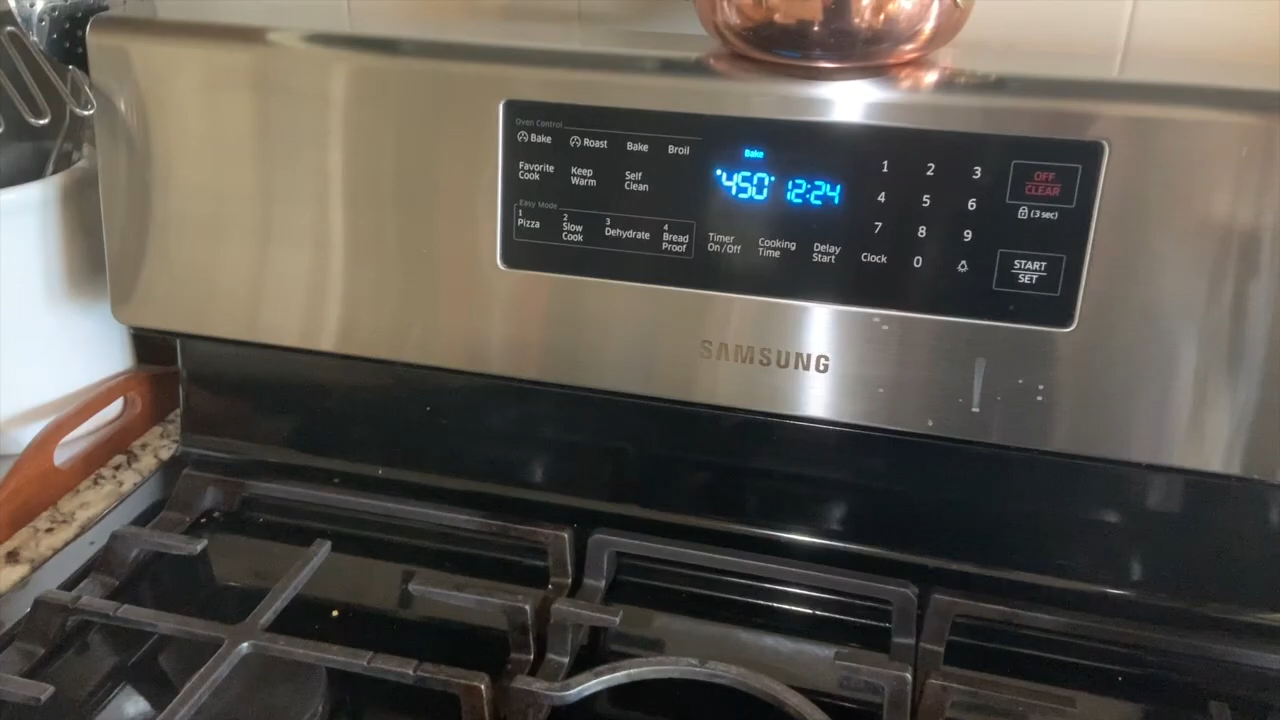 Oven Control
Bake Roast Bake Broil
Favorite Cook Keep Warm Self Clean
Easy Mode
1 Pizza 2 Slow Cook 3 Dehydrate 4 Bread Proof
Bake
450° 12:24
Timer On/Off Cooking Time Delay Start Clock
1 2 3
4 5 6
7 8 9
0
OFF
CLEAR
(3 sec)
START
SET
SAMSUNG